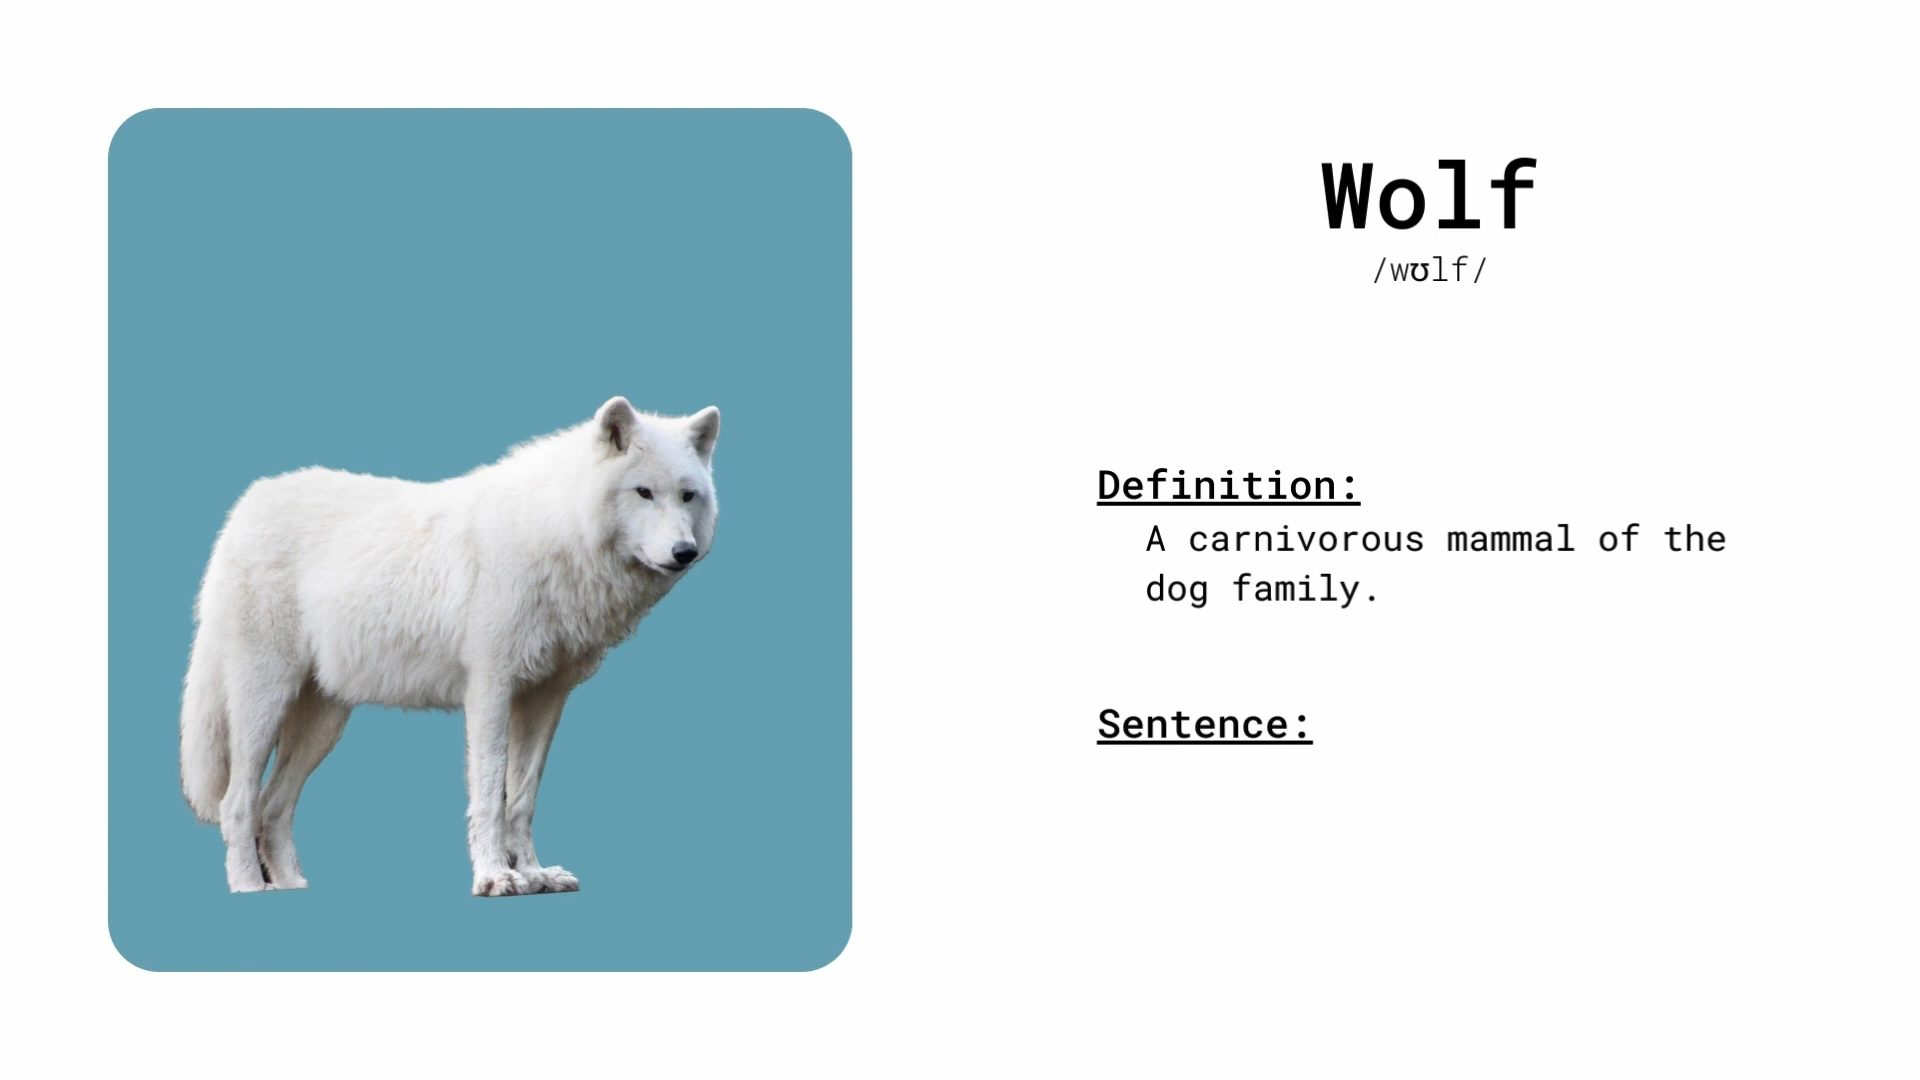 Wolf
/wʊlf/
Definition:
A carnivorous mammal of the
dog family.
Sentence: